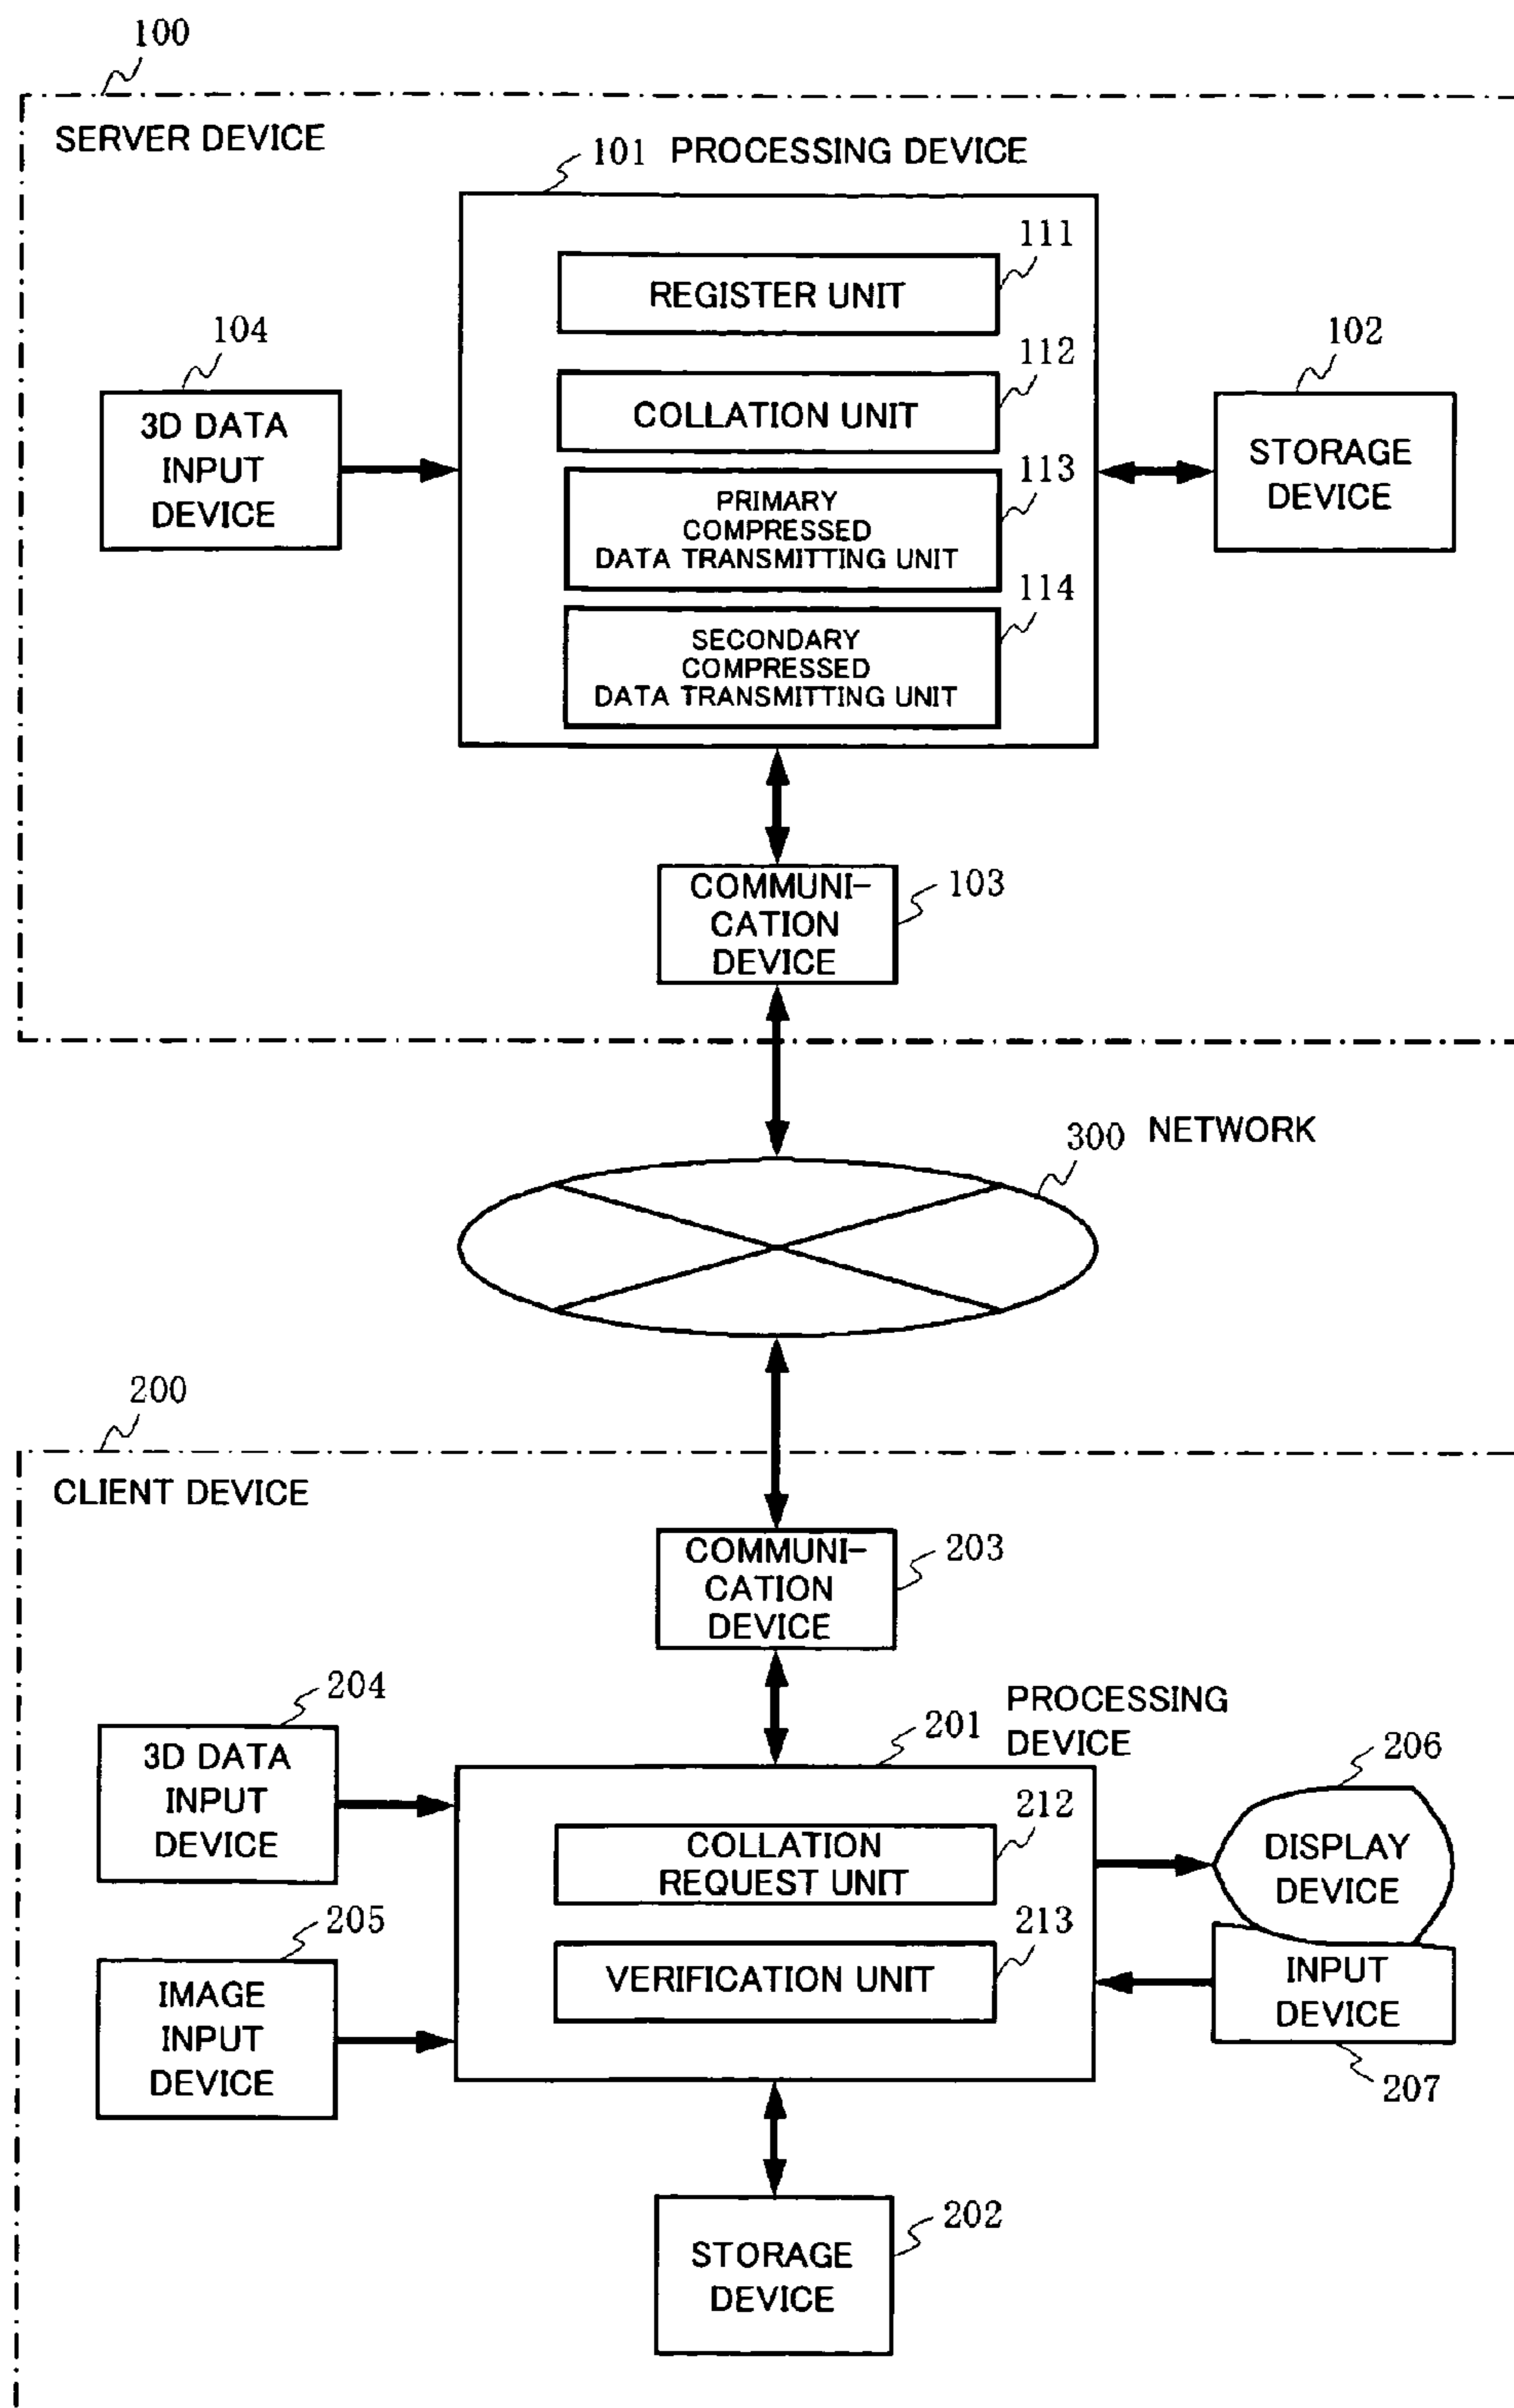 100
SERVER DEVICE
101 PROCESSING DEVICE
111
REGISTER UNIT
104
112
102
3D DATA
INPUT
DEVICE
COLLATION UNIT
STORAGE
DEVICE
113
PRIMARY
COMPRESSED
DATA TRANSMITTING UNIT
114
SECONDARY
COMPRESSED
DATA TRANSMITTING UNIT
COMMUNI-
CATION
DEVICE
103
300 NETWORK
200
CLIENT DEVICE
COMMUNI-
CATION
DEVICE
203
204
3D DATA
INPUT
DEVICE
201
PROCESSING
DEVICE
206
212
COLLATION
REQUEST UNIT
DISPLAY
DEVICE
205
IMAGE
INPUT
DEVICE
213
VERIFICATION UNIT
INPUT
DEVICE
207
202
STORAGE
DEVICE